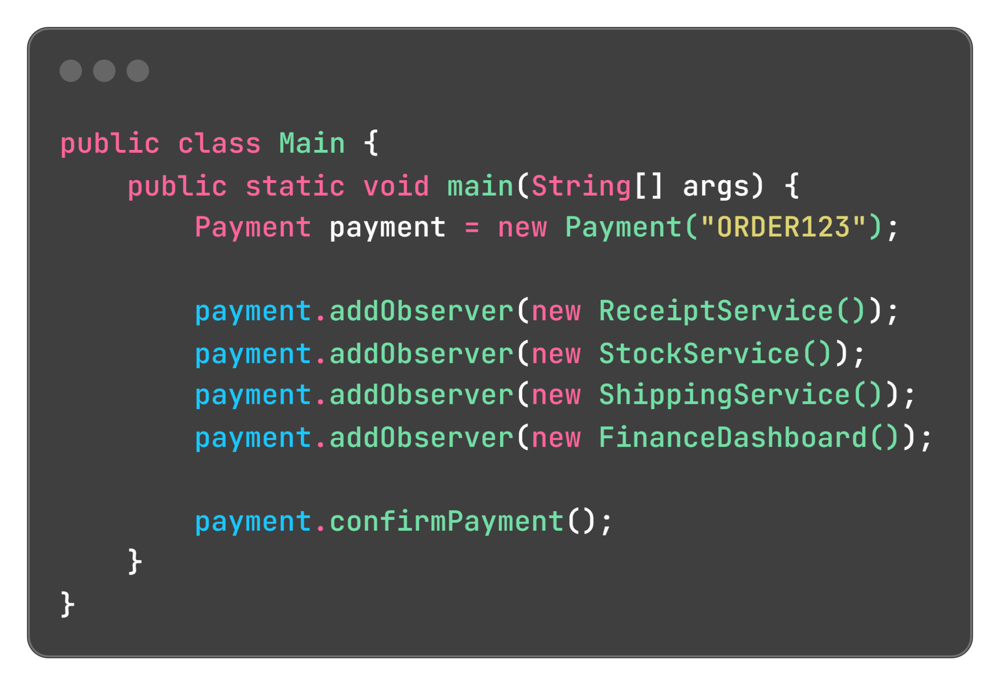 public class Main {
    public static void main(String[] args) {
        Payment payment = new Payment("ORDER123");

        payment.addObserver(new ReceiptService());
        payment.addObserver(new StockService());
        payment.addObserver(new ShippingService());
        payment.addObserver(new FinanceDashboard());

        payment.confirmPayment();
    }
}